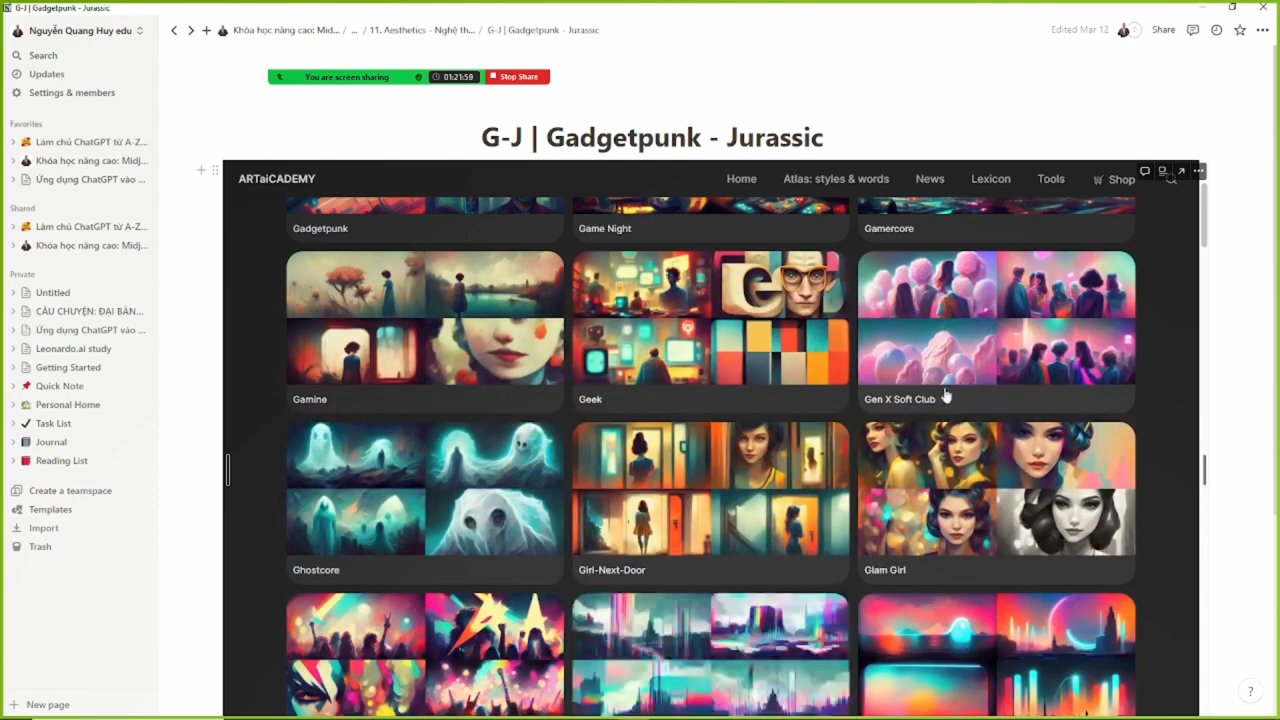 G-J | Gadgetpunk - Jurassic
Nguyễn Quang Huy edu
Khóa học nâng cao: Mid... / ... / 11. Aesthetics - Nghệ th... / G-J | Gadgetpunk - Jurassic
Edited Mar 12
Share
Search
Updates
Settings & members
You are screen sharing
01:21:59
Stop Share
Favorites
Làm chủ ChatGPT từ A-Z...
Khóa học nâng cao: Midj...
Ứng dụng ChatGPT vào ...
Shared
Làm chủ ChatGPT từ A-Z...
Khóa học nâng cao: Midj...
Private
Untitled
CÂU CHUYỆN: ĐẠI BÀN...
Ứng dụng ChatGPT vào ...
Leonardo.ai study
Getting Started
Quick Note
Personal Home
Task List
Journal
Reading List
Create a teamspace
Templates
Import
Trash
New page
G-J | Gadgetpunk - Jurassic
ARTaiCADEMY
Home
Atlas: styles & words
News
Lexicon
Tools
Shop
Gadgetpunk
Game Night
Gamercore
Gamine
Geek
Gen X Soft Club
Ghostcore
Girl-Next-Door
Glam Girl
?